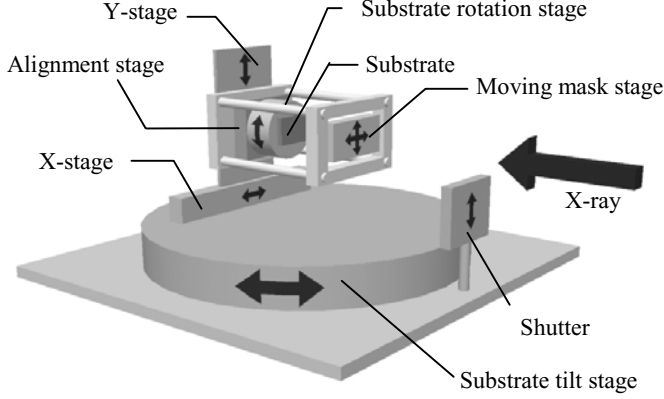 Y-stage
Substrate rotation stage
Alignment stage
Substrate
Moving mask stage
X-stage
X-ray
Shutter
Substrate tilt stage